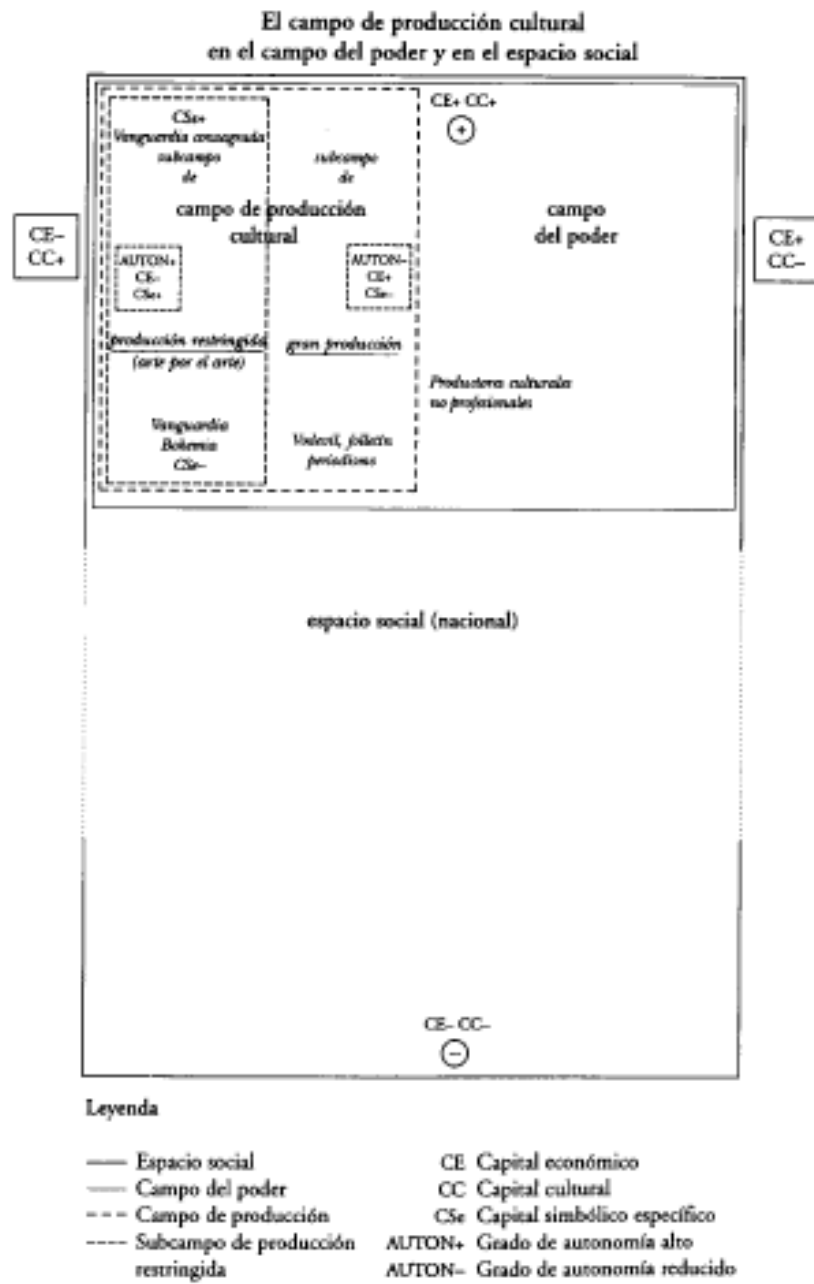 El campo de producción cultural
en el campo del poder y en el espacio social
CE+ CC+
+
CSe+
Vanguardia consagrada
subcampo
de
subcampo
de
campo de producción
cultural
campo
del poder
CE–
CC+
CE+
CC–
AUTON+
CE–
CSe+
AUTON–
CE+
CSe–
producción restringida
(arte por el arte)
gran producción
Productores culturales
no profesionales
Vanguardia
Bohemia
CSe–
Vodevil, folletín
periodismo
espacio social (nacional)
CE– CC–
–
Leyenda
Espacio social
Campo del poder
Campo de producción
Subcampo de producción
restringida
CE Capital económico
CC Capital cultural
CSe Capital simbólico específico
AUTON+ Grado de autonomía alto
AUTON– Grado de autonomía reducido